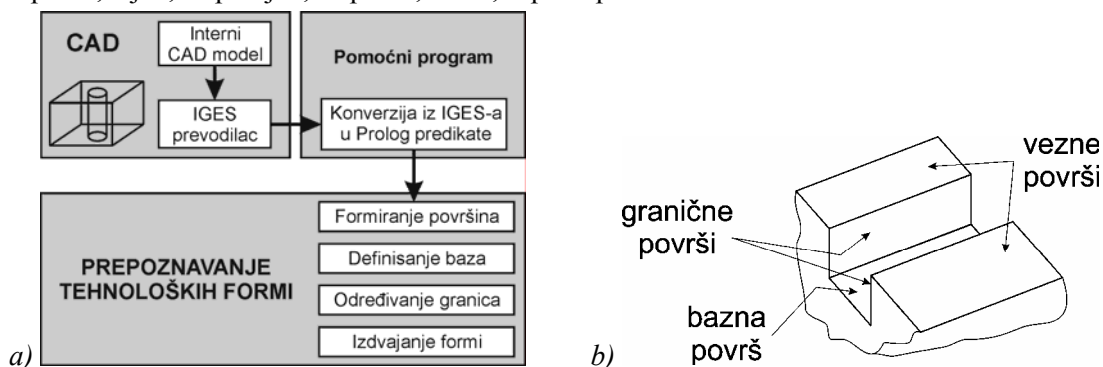 CAD
Interni
CAD model
IGES
prevodilac
Pomoćni program
Konverzija iz IGES-a
u Prolog predikate
PREPOZNAVANJE
TEHNOLOŠKIH FORMI
Formiranje površina
Definisanje baza
Određivanje granica
Izdvajanje formi
a)
vezne
površi
granične
površi
bazna
površ
b)